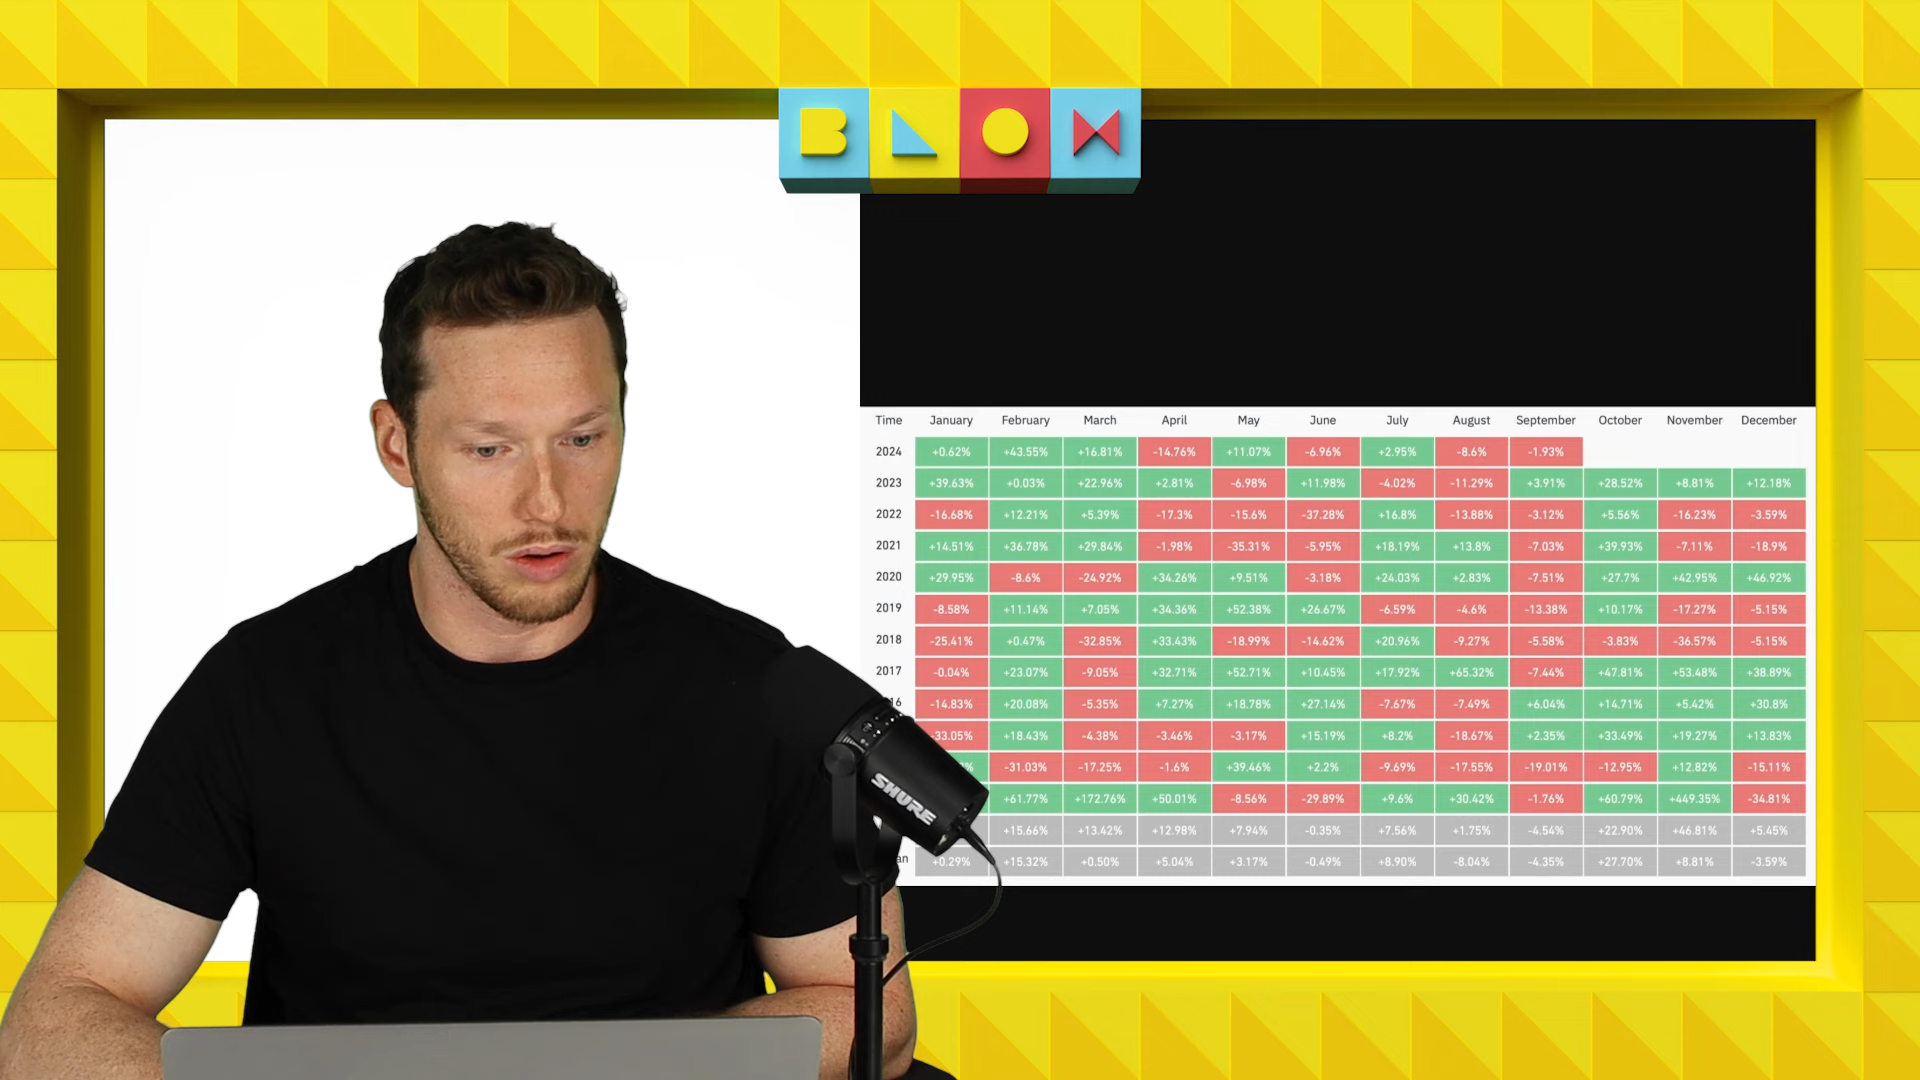 BLOM
Time January February March April May June July August September October November December
2024 +0.62% +43.55% +16.81% -14.76% +11.07% -6.96% +2.95% -8.6% -1.93%
2023 +39.63% +0.03% +22.96% +2.81% -6.98% +11.98% -4.02% -11.29% +3.91% +28.52% +8.81% +12.18%
2022 -16.68% +12.21% +5.39% -17.3% -15.6% -37.28% +16.8% -13.88% -3.12% +5.56% -16.23% -3.59%
2021 +14.51% +36.78% +29.84% -1.98% -35.31% -5.95% +18.19% +13.8% -7.03% +39.93% -7.11% -18.9%
2020 +29.95% -8.6% -24.92% +34.26% +9.51% -3.18% +24.03% +2.83% -7.51% +27.7% +42.95% +46.92%
2019 -8.58% +11.14% +7.05% +34.36% +52.38% +26.67% -6.59% -4.6% -13.38% +10.17% -17.27% -5.15%
2018 -25.41% +0.47% -32.85% +33.43% -18.99% -14.62% +20.96% -9.27% -5.58% -3.83% -36.57% -5.15%
2017 -0.04% +23.07% -9.05% +32.71% +52.71% +10.45% +17.92% +65.32% -7.44% +47.81% +53.48% +38.89%
16 -14.83% +20.08% -5.35% +7.27% +18.78% +27.14% -7.67% -7.49% +6.04% +14.71% +5.42% +30.8%
33.05% +18.43% -4.38% -3.46% -3.17% +15.19% +8.2% -18.67% +2.35% +33.49% +19.27% +13.83%
-31.03% -17.25% -1.6% +39.46% +2.2% -9.69% -17.55% -19.01% -12.95% +12.82% -15.11%
+61.77% +172.76% +50.01% -8.56% -29.89% +9.6% +30.42% -1.76% +60.79% +449.35% -34.81%
+15.66% +13.42% +12.98% +7.94% -0.35% +7.56% +1.75% -4.54% +22.90% +46.81% +5.45%
an +0.29% +15.32% +0.50% +5.04% +3.17% -0.49% +8.90% -8.04% -4.35% +27.70% +8.81% -3.59%
SHURE